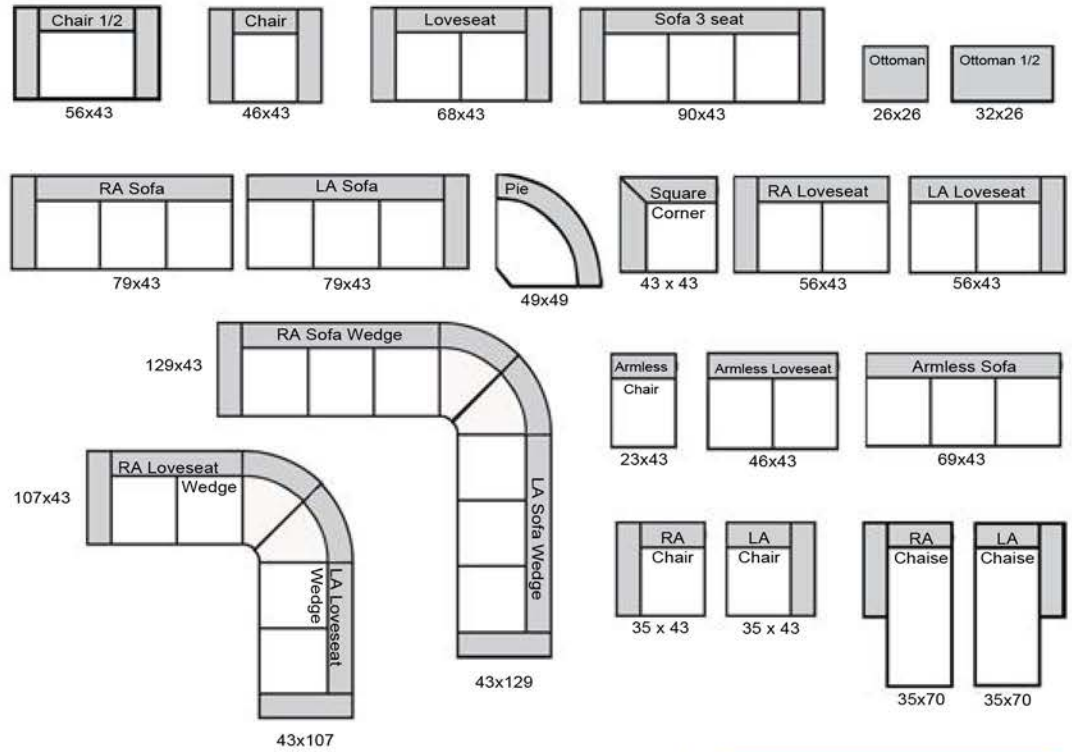 Chair 1/2
56x43
Chair
46x43
Loveseat
68x43
Sofa 3 seat
90x43
Ottoman
26x26
Ottoman 1/2
32x26
RA Sofa
79x43
LA Sofa
79x43
Pie
49x49
Square
Corner
43 x 43
RA Loveseat
56x43
LA Loveseat
56x43
RA Sofa Wedge
129x43
LA Sofa Wedge
43x129
Armless
Chair
23x43
Armless Loveseat
46x43
Armless Sofa
69x43
RA Loveseat
Wedge
107x43
LA Loveseat
Wedge
43x107
RA
Chair
35 x 43
LA
Chair
35 x 43
RA
Chaise
35x70
LA
Chaise
35x70